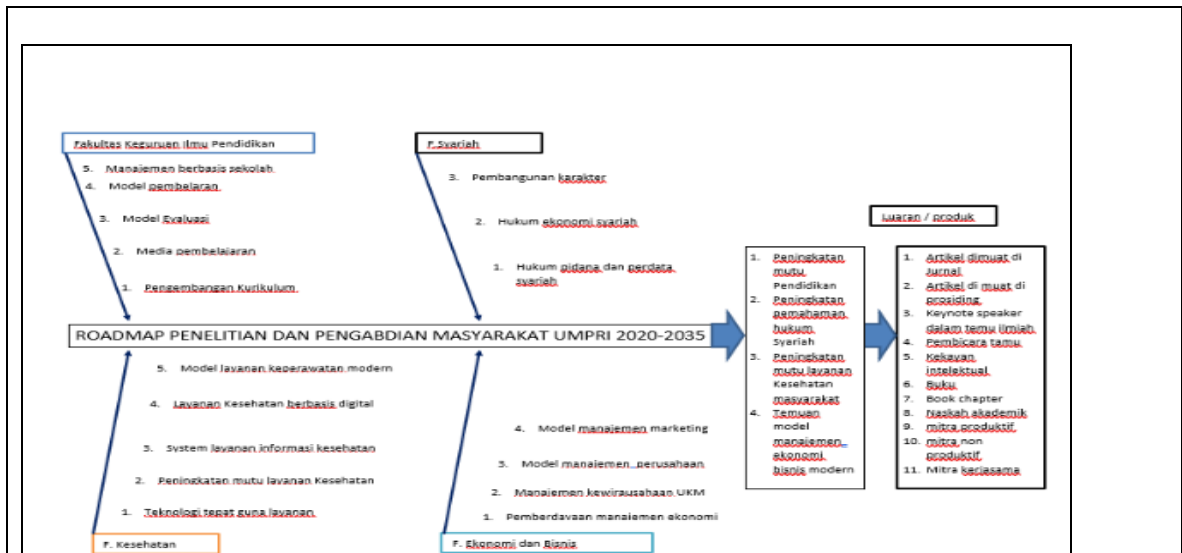 Fakultas Keguruan Ilmu Pendidikan
5. Manajemen berbasis sekolah
4. Model pembelaran
3. Model Evaluasi
2. Media pembelajaran
1. Pengembangan Kurikulum
F.Syariah
3. Pembangunan karakter
2. Hukum ekonomi syariah
1. Hukum pidana dan perdata
syariah
ROADMAP PENELITIAN DAN PENGABDIAN MASYARAKAT UMPRI 2020-2035
5. Model layanan keperawatan modern
4. Layanan Kesehatan berbasis digital
3. System layanan informasi kesehatan
2. Peningkatan mutu layanan Kesehatan
1. Teknologi tepat guna layanan
F. Kesehatan
4. Model manajemen marketing
3. Model manajemen perusahaan
2. Manajemen kewirausahaan UKM
1. Pemberdayaan manajemen ekonomi
F. Ekonomi dan Bisnis
1. Peningkatan
mutu
Pendidikan
2. Peningkatan
pemahaman
hukum
Syariah
3. Peningkatan
mutu layanan
Kesehatan
masyarakat
4. Temuan
model
manajemen
ekonomi
bisnis modern
Luaran / produk
1. Artikel dimuat di
Jurnal
2. Artikel di muat di
prosiding
3. Keynote speaker
dalam temu ilmiah
4. Pembicara tamu
5. Kekayan
intelektual
6. Buku
7. Book chapter
8. Naskah akademik
9. mitra produktif
10. mitra non
produktif
11. Mitra kerjasama